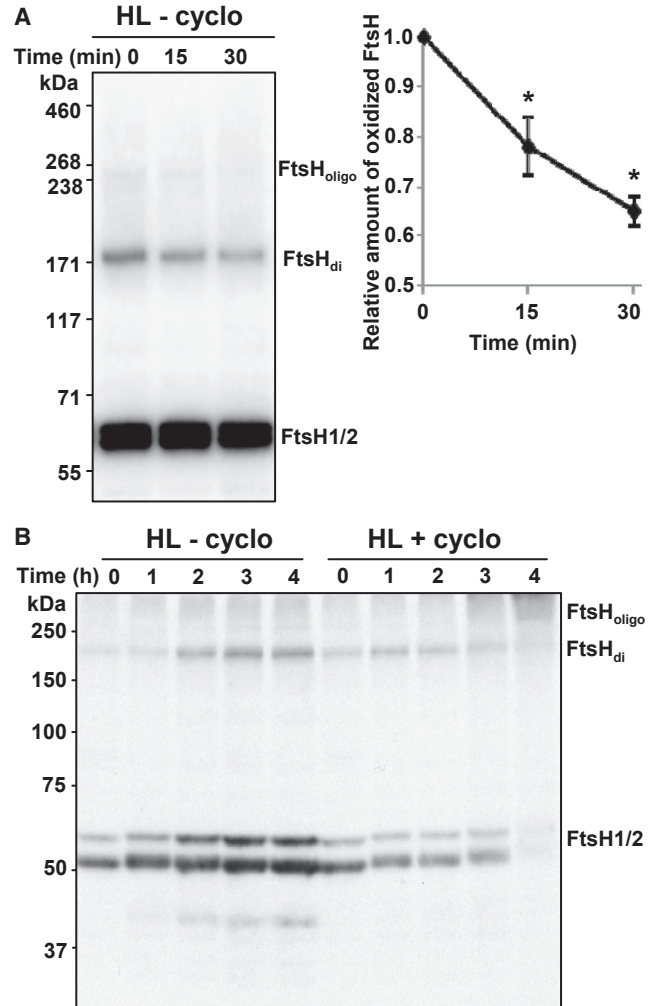 A
HL - cyclo
Time (min) 0 15 30
kDa
460
268
238
171
117
71
55
FtsHoligo
FtsHdi
FtsH1/2
Relative amount of oxidized FtsH
1.0
0.9
0.8
0.7
0.6
0.5
*
*
0 15 30
Time (min)
B
HL - cyclo HL + cyclo
Time (h) 0 1 2 3 4 0 1 2 3 4
kDa
250
150
100
75
50
37
FtsHoligo
FtsHdi
FtsH1/2